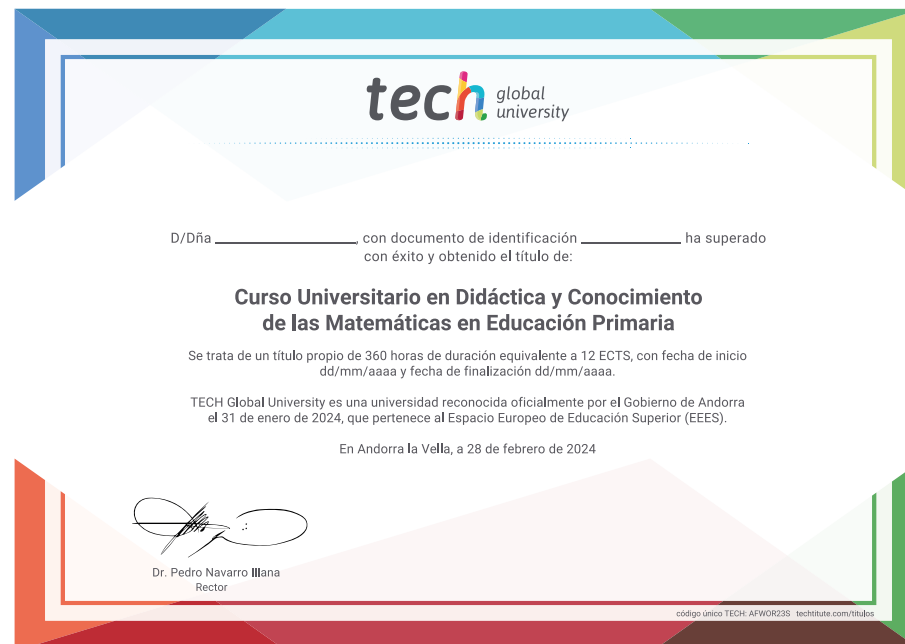 tech global university
D/Dña ____________________, con documento de identificación ______________ ha superado
con éxito y obtenido el título de:
Curso Universitario en Didáctica y Conocimiento
de las Matemáticas en Educación Primaria
Se trata de un título propio de 360 horas de duración equivalente a 12 ECTS, con fecha de inicio
dd/mm/aaaa y fecha de finalización dd/mm/aaaa.
TECH Global University es una universidad reconocida oficialmente por el Gobierno de Andorra
el 31 de enero de 2024, que pertenece al Espacio Europeo de Educación Superior (EEES).
En Andorra la Vella, a 28 de febrero de 2024
Dr. Pedro Navarro Illana
Rector
código único TECH: AFWOR23S techtitute.com/titulos